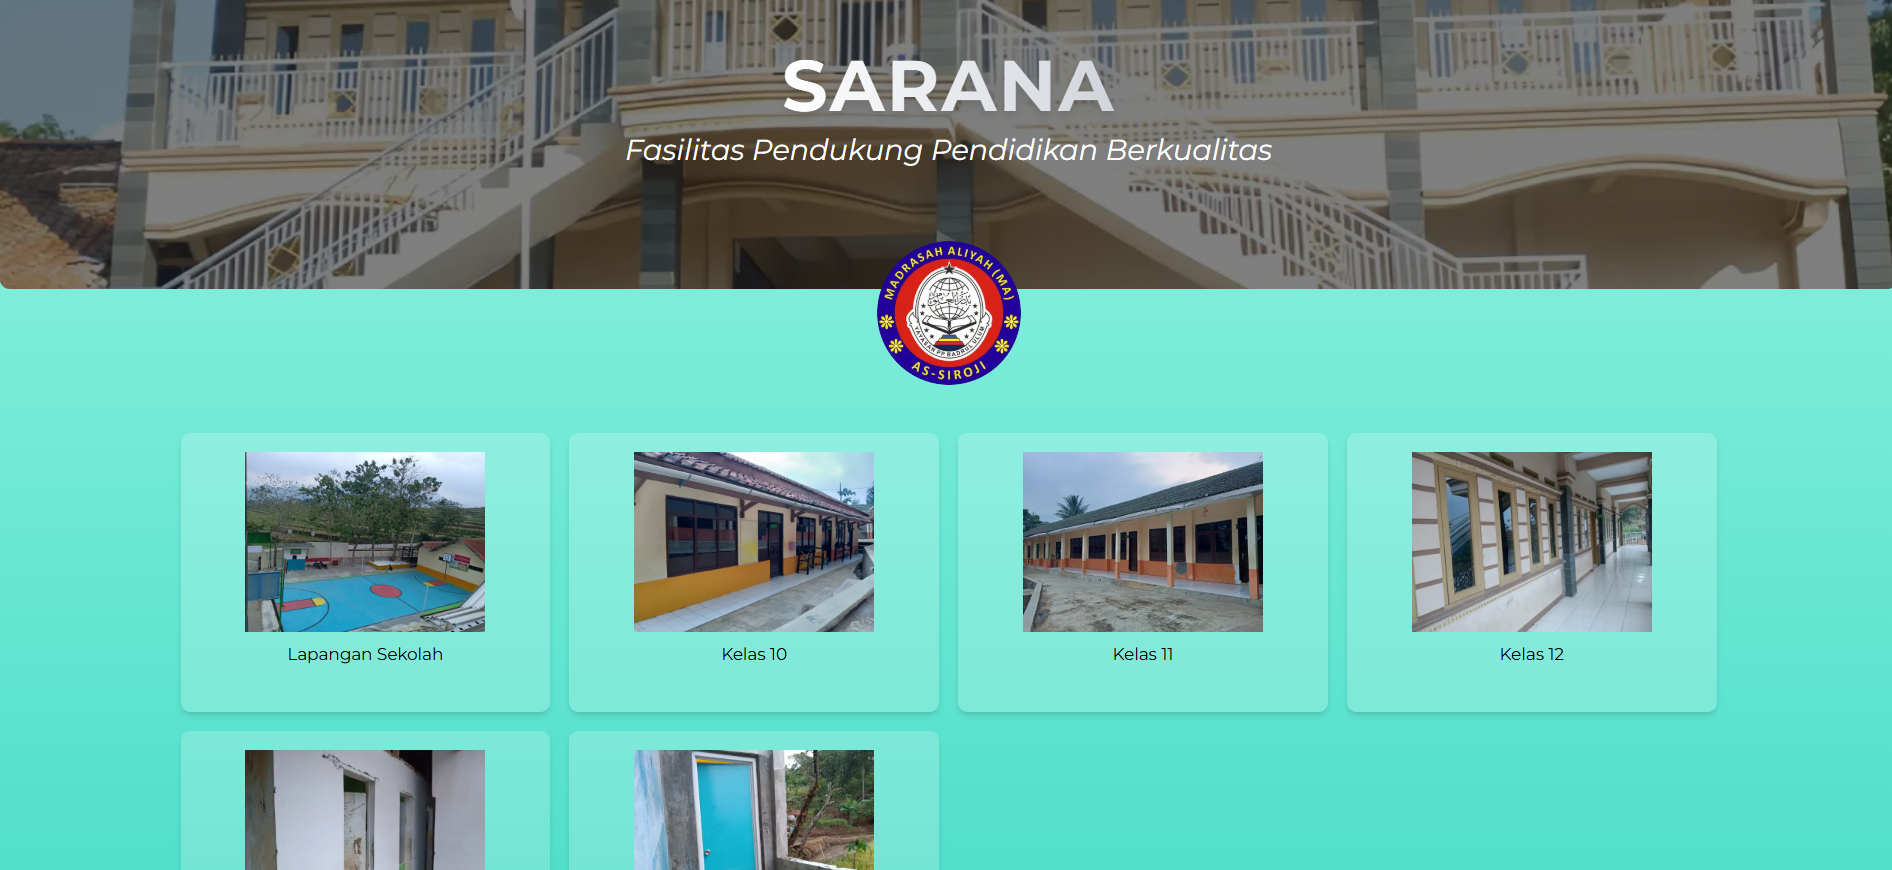 SARANA
Fasilitas Pendukung Pendidikan Berkualitas
MADRASAH ALIYAH (MA)
YAYASAN PP BADRUL ULUM
AS-SIROJI
Lapangan Sekolah
Kelas 10
Kelas 11
Kelas 12